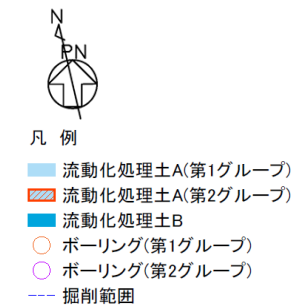 N
PN
凡 例
流動化処理土A(第1グループ)
流動化処理土A(第2グループ)
流動化処理土B
ボーリング(第1グループ)
ボーリング(第2グループ)
掘削範囲